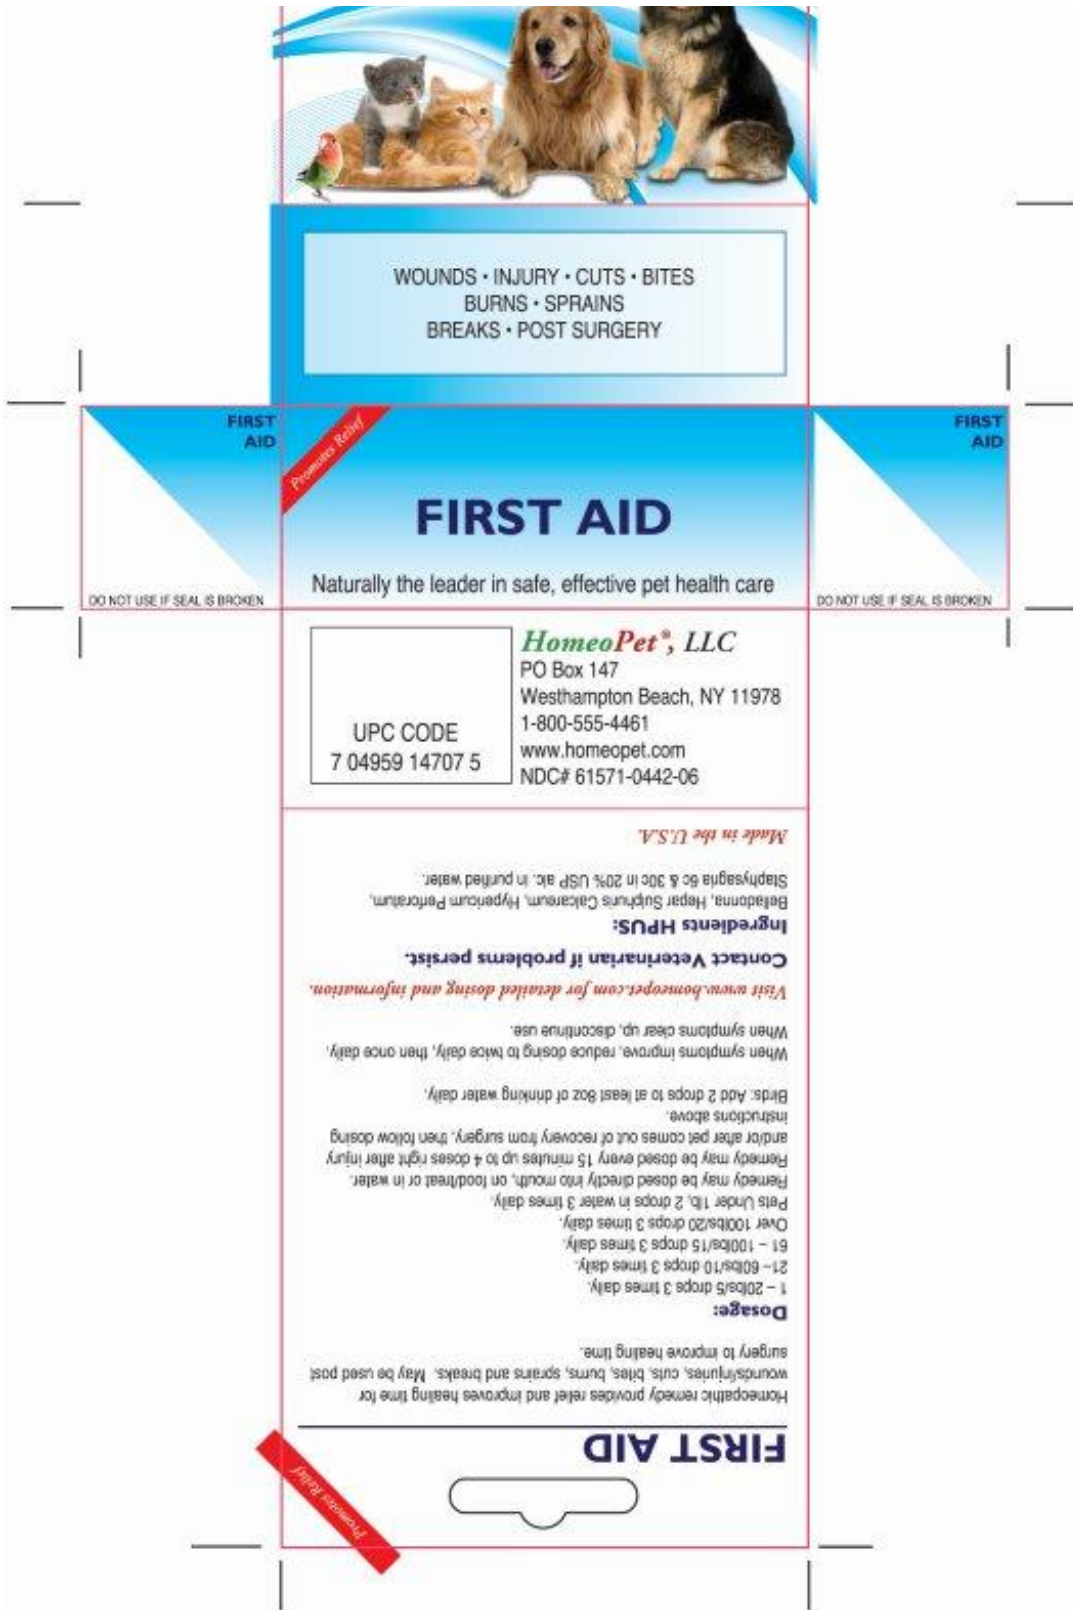 WOUNDS • INJURY • CUTS • BITES
BURNS • SPRAINS
BREAKS • POST SURGERY
FIRST
AID
DO NOT USE IF SEAL IS BROKEN
Promotes Relief
FIRST AID
Naturally the leader in safe, effective pet health care
FIRST
AID
DO NOT USE IF SEAL IS BROKEN
UPC CODE
7 04959 14707 5
HomeoPet®, LLC
PO Box 147
Westhampton Beach, NY 11978
1-800-555-4461
www.homeopet.com
NDC# 61571-0442-06
Promotes Relief
FIRST AID
Homeopathic remedy provides relief and improves healing time for
wounds/injuries, cuts, bites, burns, sprains and breaks. May be used post
surgery to improve healing time.
Dosage:
1 – 20lbs/5 drops 3 times daily.
21– 60lbs/10 drops 3 times daily.
61 – 100lbs/15 drops 3 times daily.
Over 100lbs/20 drops 3 times daily.
Pets Under 1lb, 2 drops in water 3 times daily.
Remedy may be dosed directly into mouth, on food/treat or in water.
Remedy may be dosed every 15 minutes up to 4 doses right after injury
and/or after pet comes out of recovery from surgery, then follow dosing
instructions above.
Birds: Add 2 drops to at least 8oz of drinking water daily.
When symptoms improve, reduce dosing to twice daily, then once daily.
When symptoms clear up, discontinue use.
Visit www.homeopet.com for detailed dosing and information.
Contact Veterinarian if problems persist.
Ingredients HPUS:
Belladonna, Hepar Sulphuris Calcareum, Hypericum Perforatum,
Staphysagria 6c & 30c in 20% USP alc. in purified water.
Made in the U.S.A.